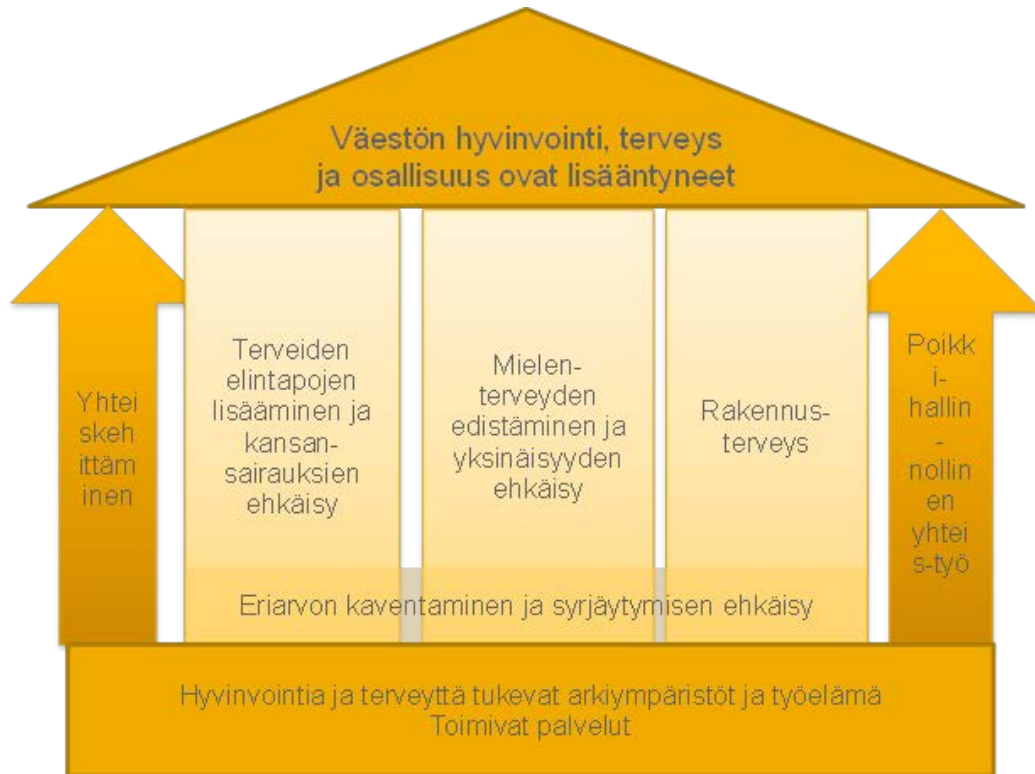 Väestön hyvinvointi, terveys
ja osallisuus ovat lisääntyneet
Yhtei
skeh
ittäm
inen
Terveiden
elintapojen
lisääminen ja
kansan-
sairauksien
ehkäisy
Mielen-
terveyden
edistäminen ja
yksinäisyyden
ehkäisy
Rakennus-
terveys
Poikk
i-
hallin
-
nollin
en
yhtei
s-työ
Eriarvon kaventaminen ja syrjäytymisen ehkäisy
Hyvinvointia ja terveyttä tukevat arkiympäristöt ja työelämä
Toimivat palvelut